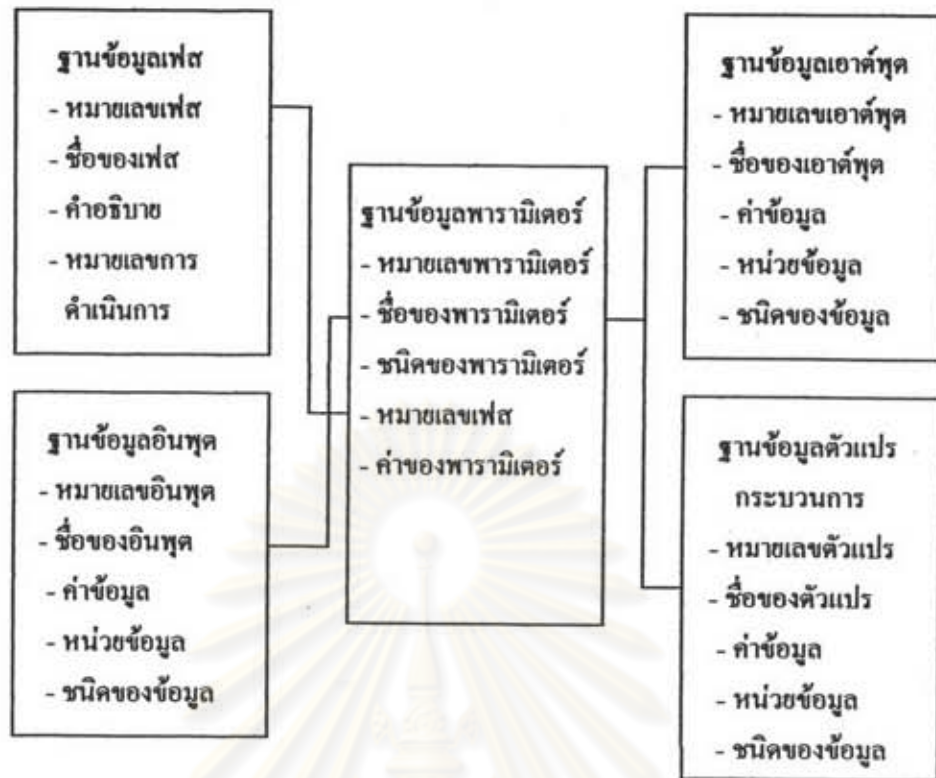 ฐานข้อมูลเฟส
- หมายเลขเฟส
- ชื่อของเฟส
- คำอธิบาย
- หมายเลขการ
ดำเนินการ
ฐานข้อมูลอินพุต
- หมายเลขอินพุต
- ชื่อของอินพุต
- ค่าข้อมูล
- หน่วยข้อมูล
- ชนิดของข้อมูล
ฐานข้อมูลพารามิเตอร์
- หมายเลขพารามิเตอร์
- ชื่อของพารามิเตอร์
- ชนิดของพารามิเตอร์
- หมายเลขเฟส
- ค่าของพารามิเตอร์
ฐานข้อมูลเอาต์พุต
- หมายเลขเอาต์พุต
- ชื่อของเอาต์พุต
- ค่าข้อมูล
- หน่วยข้อมูล
- ชนิดของข้อมูล
ฐานข้อมูลตัวแปร
กระบวนการ
- หมายเลขตัวแปร
- ชื่อของตัวแปร
- ค่าข้อมูล
- หน่วยข้อมูล
- ชนิดของข้อมูล